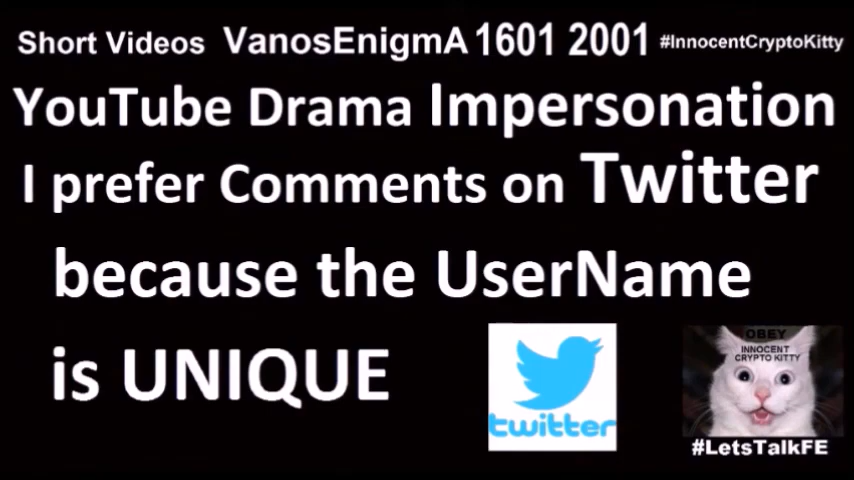 Short Videos VanosEnigmA 1601 2001 #InnocentCryptoKitty
YouTube Drama Impersonation
I prefer Comments on Twitter
because the UserName
is UNIQUE
twitter
OBEY
INNOCENT
CRYPTO KITTY
#LetsTalkFE